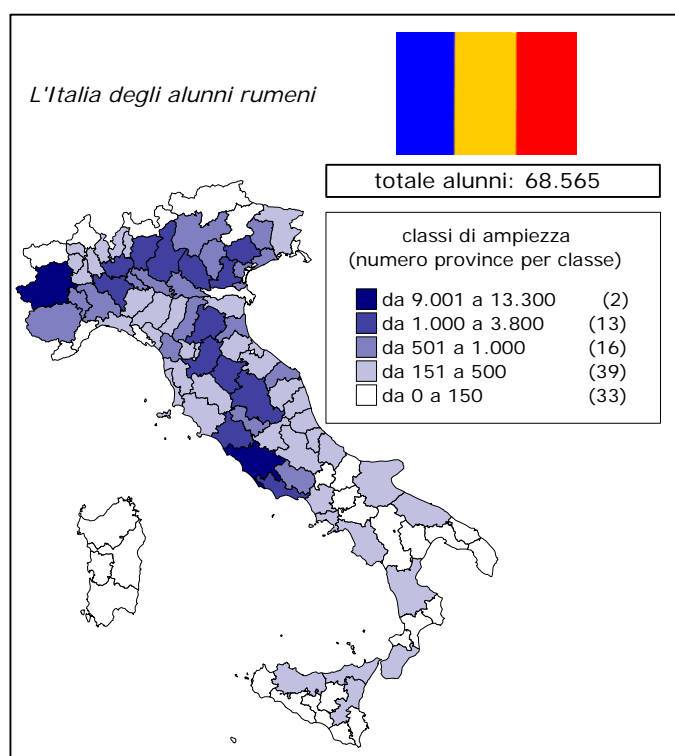 L'Italia degli alunni rumeni
totale alunni: 68.565
classi di ampiezza
(numero province per classe)
da 9.001 a 13.300 (2)
da 1.000 a 3.800 (13)
da 501 a 1.000 (16)
da 151 a 500 (39)
da 0 a 150 (33)